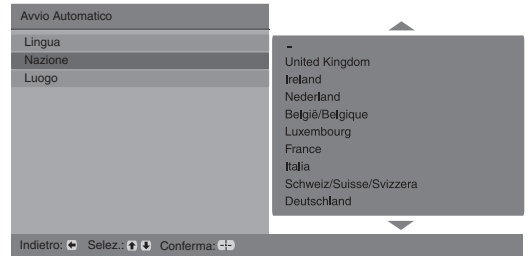 Avvio Automatico
Lingua
Nazione
Luogo
-
United Kingdom
Ireland
Nederland
België/Belgique
Luxembourg
France
Italia
Schweiz/Suisse/Svizzera
Deutschland
Indietro: Selez.: Conferma: